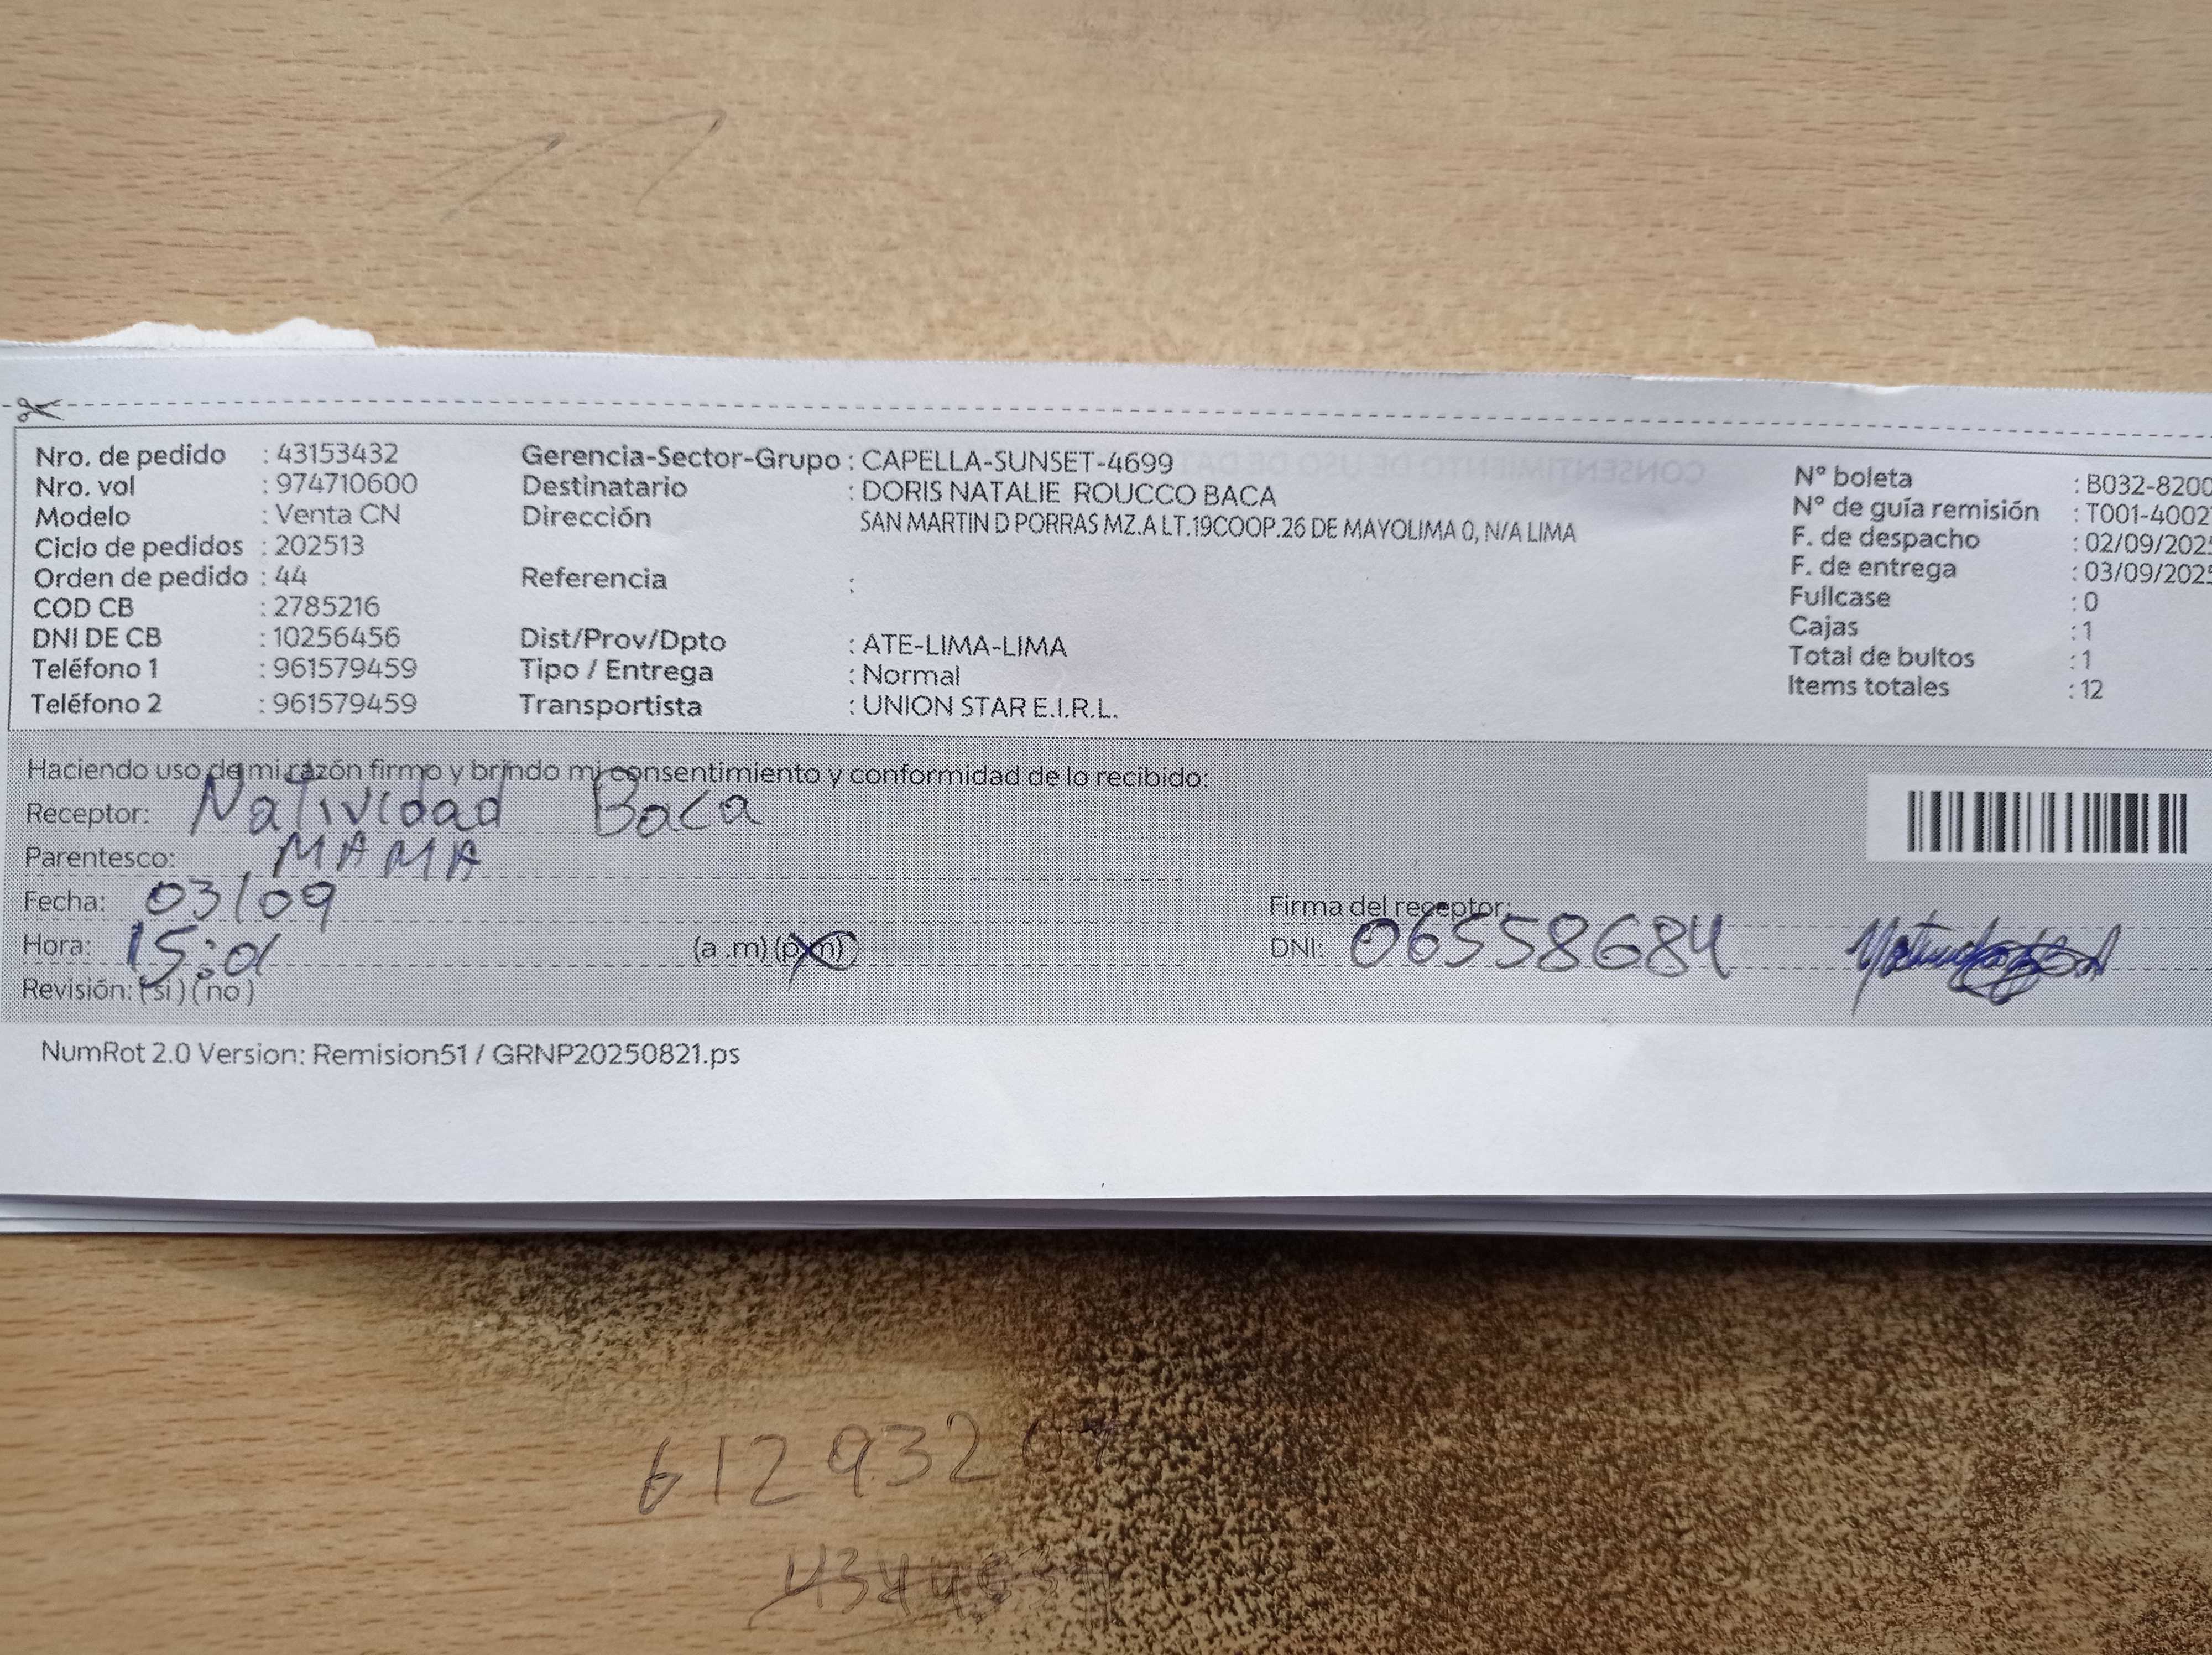 Nro. de pedido : 43153432
Nro. vol : 974710600
Modelo : Venta CN
Ciclo de pedidos : 202513
Orden de pedido : 44
COD CB : 2785216
DNI DE CB : 10256456
Teléfono 1 : 961579459
Teléfono 2 : 961579459
Gerencia-Sector-Grupo : CAPELLA-SUNSET-4699
Destinatario : DORIS NATALIE ROUCCO BACA
Dirección SAN MARTIN D PORRAS MZ.A LT.19COOP.26 DE MAYOLIMA 0, N/A LIMA
Referencia :
Dist/Prov/Dpto : ATE-LIMA-LIMA
Tipo / Entrega : Normal
Transportista : UNION STAR E.I.R.L.
N° boleta : B032-8200
N° de guía remisión : T001-4002
F. de despacho : 02/09/202
F. de entrega : 03/09/202
Fullcase : 0
Cajas : 1
Total de bultos : 1
Items totales : 12
Haciendo uso de mi razón firmo y brindo mi consentimiento y conformidad de lo recibido:
Receptor: Natividad Baca
Parentesco: MAMA
Fecha: 03/09
Hora: 15:01 (a .m) (p.m)
Revisión: ( si ) ( no )
Firma del receptor:
DNI: 06558684
NumRot 2.0 Version: Remision51 / GRNP20250821.ps
612932